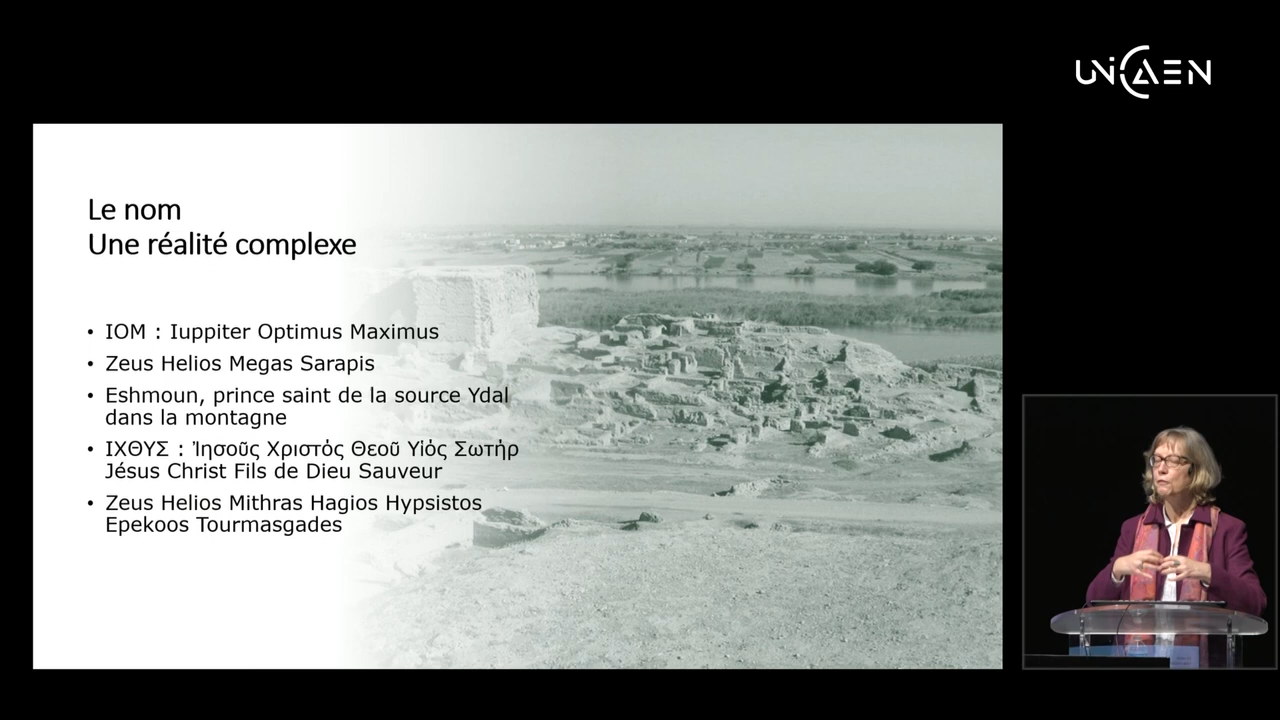 UNICAEN
Le nom
Une réalité complexe
• IOM : Iuppiter Optimus Maximus
• Zeus Helios Megas Sarapis
• Eshmoun, prince saint de la source Ydal
dans la montagne
• ΙΧΘΥΣ : Ἰησοῦς Χριστός Θεοῦ Υἱός Σωτήρ
Jésus Christ Fils de Dieu Sauveur
• Zeus Helios Mithras Hagios Hypsistos
Epekoos Tourmasgades